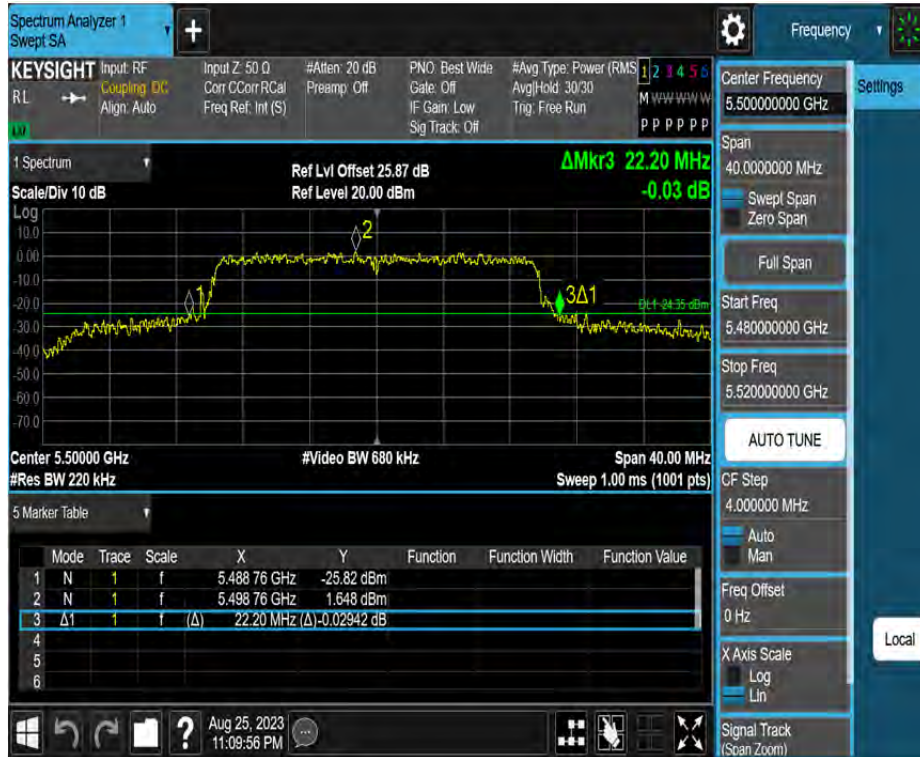 Spectrum Analyzer 1
Swept SA
Frequency
KEYSIGHT
RL
Input: RF
Coupling: DC
Align: Auto
Input Z: 50 Ω
Corr CCorr RCal
Freq Ref: Int (S)
#Atten: 20 dB
Preamp: Off
PNO: Best Wide
Gate: Off
IF Gain: Low
Sig Track: Off
#Avg Type: Power (RMS
Avg|Hold: 30/30
Trig: Free Run
1 2 3 4 5 6
M W W W W W
P P P P P P
Center Frequency
5.500000000 GHz
Settings
Span
40.0000000 MHz
Swept Span
Zero Span
Full Span
Start Freq
5.480000000 GHz
Stop Freq
5.520000000 GHz
AUTO TUNE
CF Step
4.000000 MHz
Auto
Man
Freq Offset
0 Hz
X Axis Scale
Log
Lin
Signal Track
(Span Zoom)
Local
1 Spectrum
Scale/Div 10 dB
Ref Lvl Offset 25.87 dB
Ref Level 20.00 dBm
ΔMkr3 22.20 MHz
-0.03 dB
Log
10.0
0.00
-10.0
-20.0
-30.0
-40.0
-50.0
-60.0
-70.0
1
2
3Δ1
DL1 -24.35 dBm
Center 5.50000 GHz
#Res BW 220 kHz
#Video BW 680 kHz
Span 40.00 MHz
Sweep 1.00 ms (1001 pts)
5 Marker Table
Mode Trace Scale X Y Function Function Width Function Value
1 N 1 f 5.488 76 GHz -25.82 dBm
2 N 1 f 5.498 76 GHz 1.648 dBm
3 Δ1 1 f (Δ) 22.20 MHz (Δ) -0.02942 dB
4
5
6
?
Aug 25, 2023
11:09:56 PM